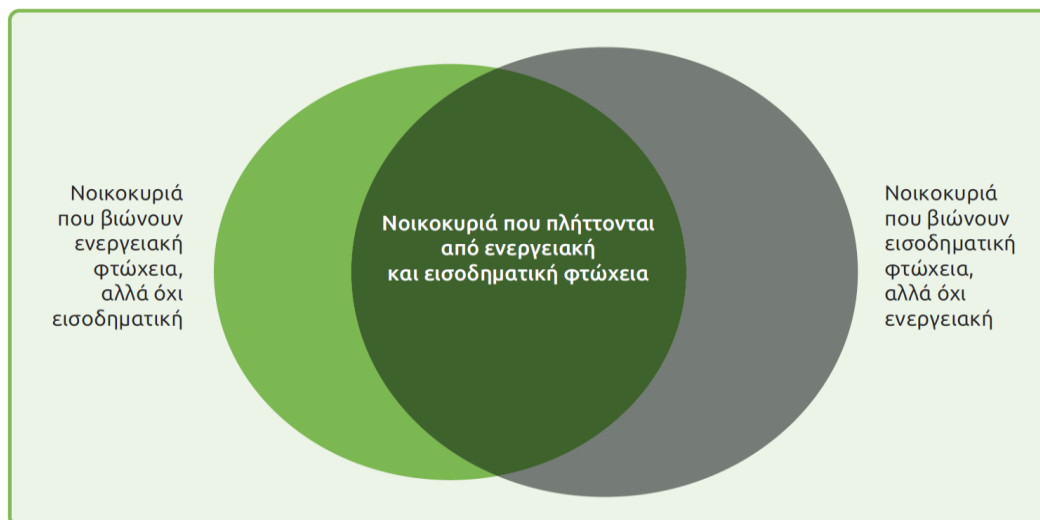 Νοικοκυριά
που βιώνουν
ενεργειακή
φτώχεια,
αλλά όχι
εισοδηματική
Νοικοκυριά που πλήττονται
από ενεργειακή
και εισοδηματική φτώχεια
Νοικοκυριά
που βιώνουν
εισοδηματική
φτώχεια,
αλλά όχι
ενεργειακή